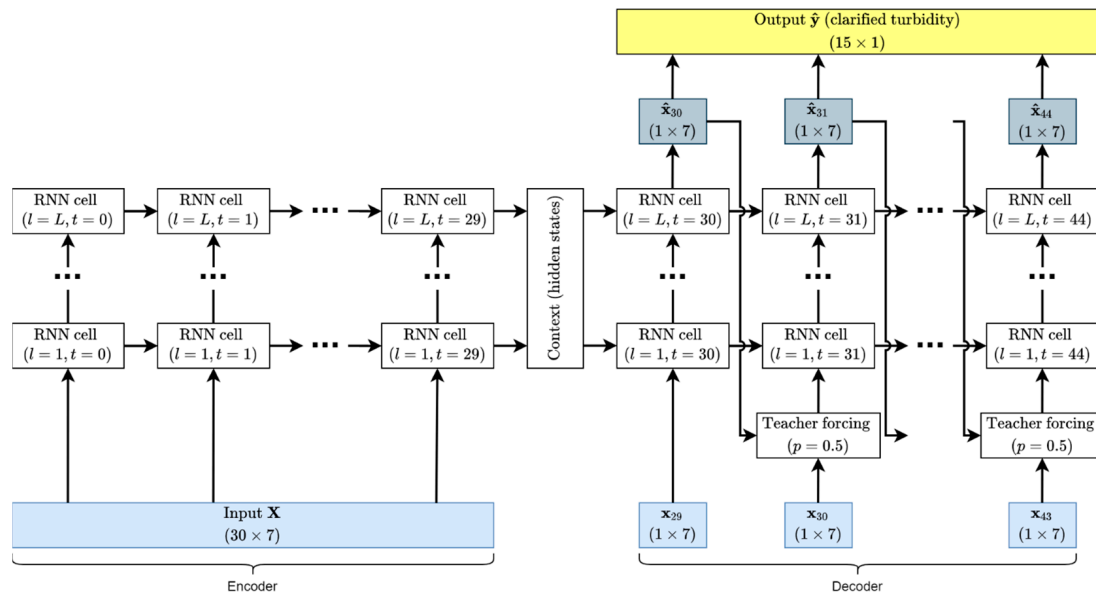 Output ŷ (clarified turbidity)
(15 × 1)
x̂₃₀
(1 × 7)
x̂₃₁
(1 × 7)
x̂₄₄
(1 × 7)
RNN cell
(l = L, t = 0)
RNN cell
(l = L, t = 1)
...
RNN cell
(l = L, t = 29)
Context (hidden states)
RNN cell
(l = L, t = 30)
RNN cell
(l = L, t = 31)
...
RNN cell
(l = L, t = 44)
...
...
...
...
...
...
RNN cell
(l = 1, t = 0)
RNN cell
(l = 1, t = 1)
...
RNN cell
(l = 1, t = 29)
RNN cell
(l = 1, t = 30)
RNN cell
(l = 1, t = 31)
...
RNN cell
(l = 1, t = 44)
Teacher forcing
(p = 0.5)
Teacher forcing
(p = 0.5)
Input X
(30 × 7)
x₂₉
(1 × 7)
x₃₀
(1 × 7)
x₄₃
(1 × 7)
Encoder
Decoder